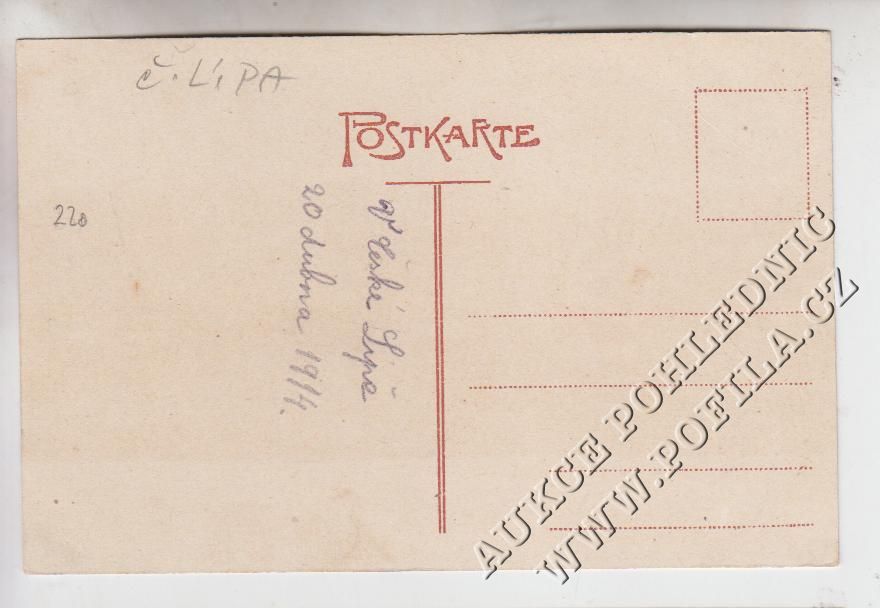 Č. LÍPA
POSTKARTE
220
V České Lípě
20 dubna 1914.
AUKCE POHLEDNIC
WWW.POFILA.CZ